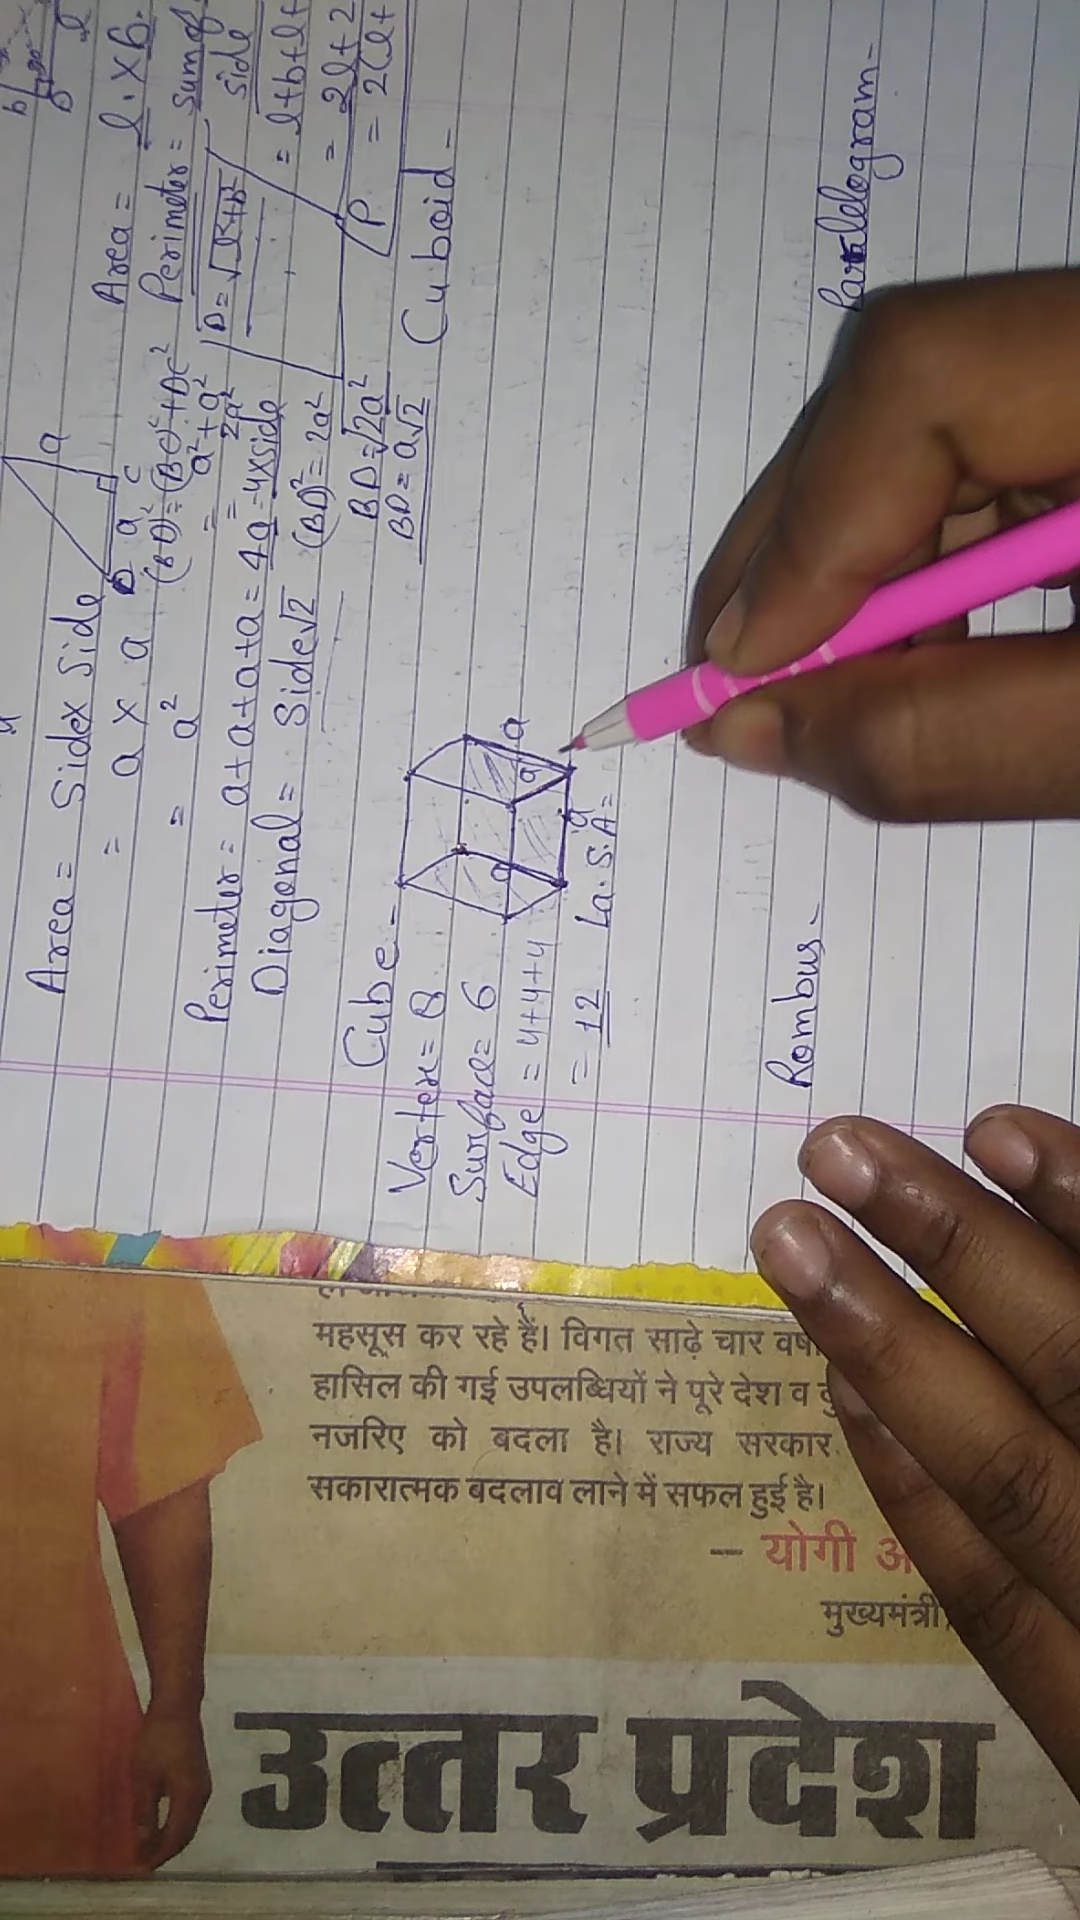 Area = Side x Side
= a x a
= a²
Perimeter = a+a+a+a = 4a = 4xside
Diagonal = Side√2
a
B a C
(BD)² = (BC)² + DC²
= a² + a²
= 2a²
(BD)² = 2a²
BD = √2a²
BD = a√2
b
l
Area = l × b
Perimeter = sum of
side
= l+b+l+
= 2l+2
P = 2(l+
D = √l²+b²
Cube -
Vertex = 8
Surface = 6
Edge = 4+4+4
= 12
a
a
a
a
La. S. A =
Cuboid -
Rombus -
Parallelogram -
महसूस कर रहे हैं। विगत साढ़े चार
हासिल की गई उपलब्धियों ने पूरे देश व
नजरिए को बदला है। राज्य सरकार
सकारात्मक बदलाव लाने में सफल हुई है।
— योगी
मुख्यमंत्री,
उत्तर प्रदेश